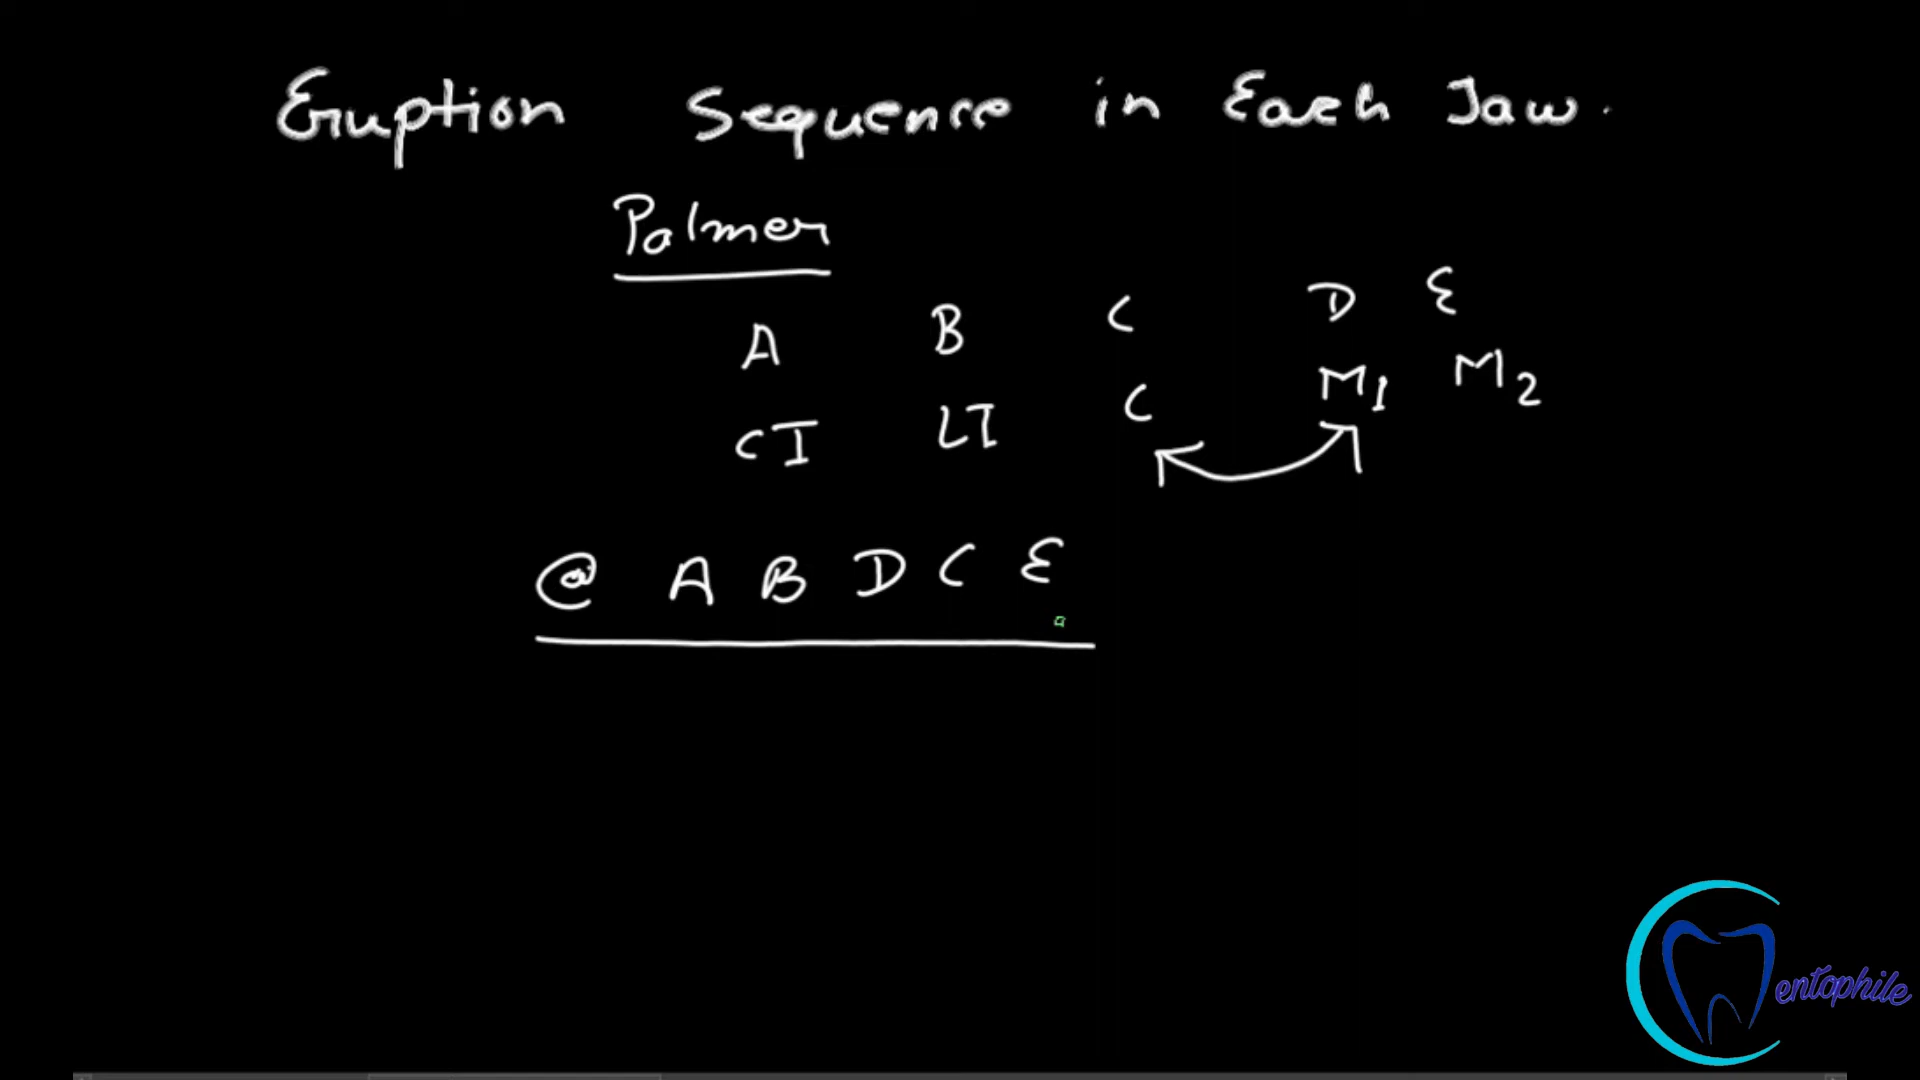 Eruption Sequence in Each Jaw.
Palmer
A B C D E
CI LI C M1 M2
@ A B D C E
entophile